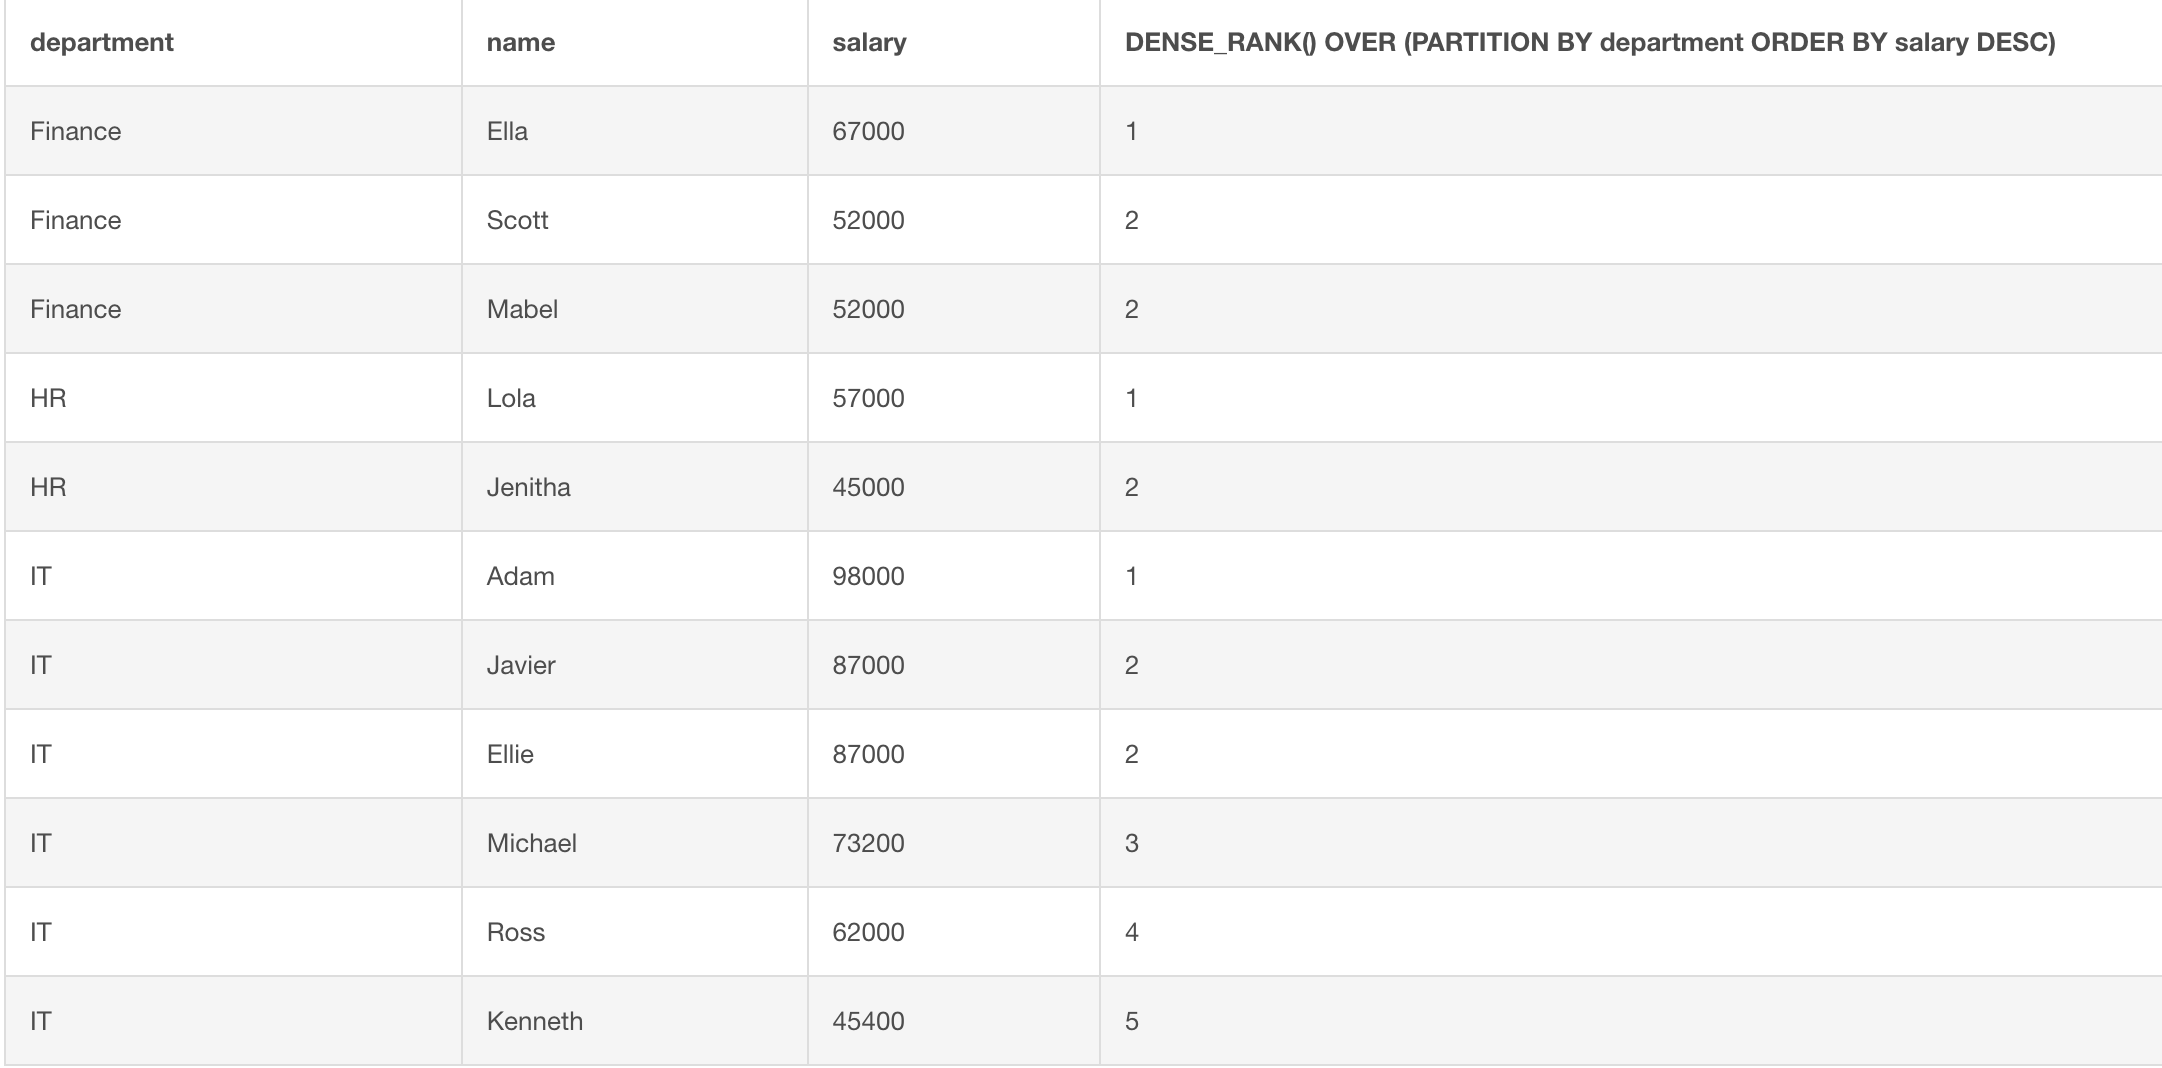 department name salary DENSE_RANK() OVER (PARTITION BY department ORDER BY salary DESC)
Finance Ella 67000 1
Finance Scott 52000 2
Finance Mabel 52000 2
HR Lola 57000 1
HR Jenitha 45000 2
IT Adam 98000 1
IT Javier 87000 2
IT Ellie 87000 2
IT Michael 73200 3
IT Ross 62000 4
IT Kenneth 45400 5